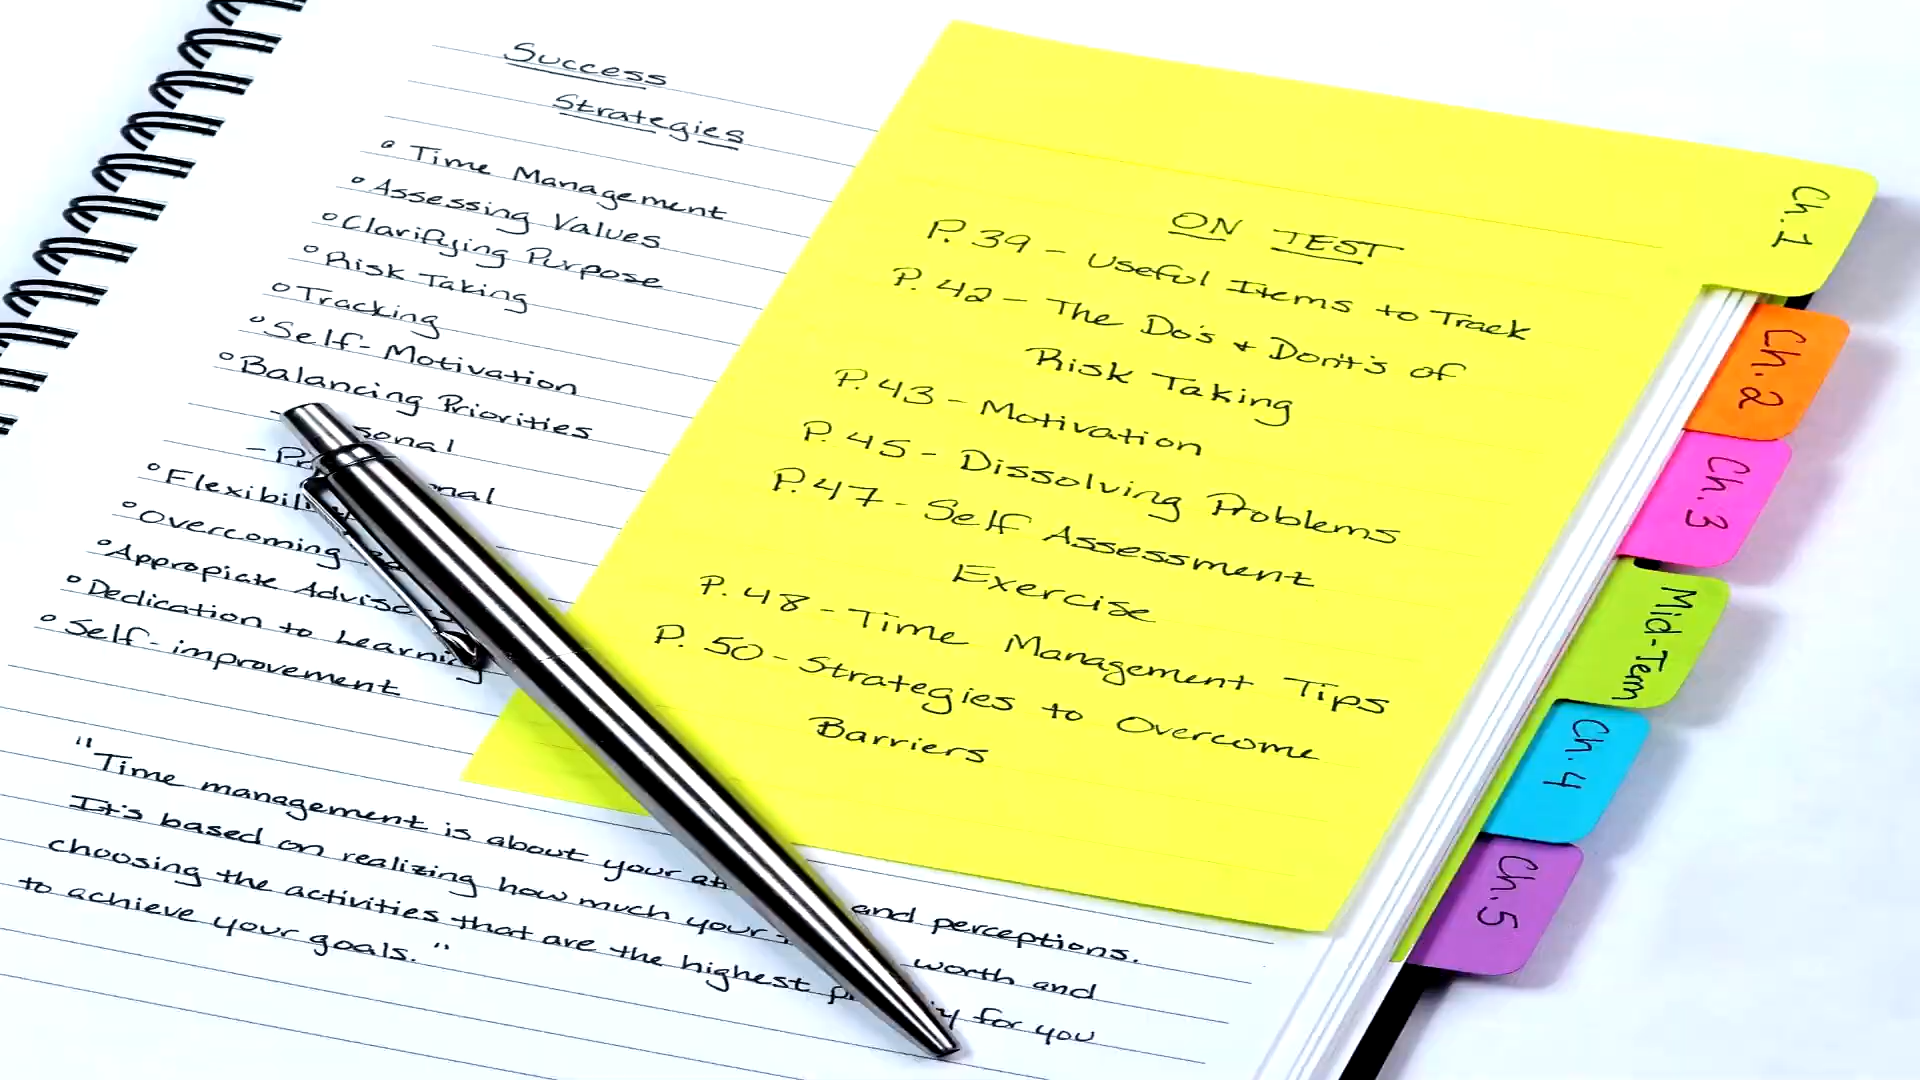 Success
Strategies
° Time Management
° Assessing Values
° Clarifying Purpose
° Risk Taking
° Tracking
° Self-Motivation
° Balancing Priorities
-
-
° 
° Overcoming
° Appropiate
° Dedication to Learning
° Self-improvement
"Time management is about your and perceptions.
It's based on realizing how much your worth and
choosing the activities that are the highest for you
to achieve your goals."
ON TEST
P. 39 - Useful Items to Track
P. 42 - The Do's + Don't's of
Risk Taking
P. 43 - Motivation
P. 45 - Dissolving Problems
P. 47 - Self Assessment
Exercise
P. 48 - Time Management Tips
P. 50 - Strategies to Overcome
Barriers
Ch. 1
Ch. 2
Ch. 3
Mid-Term
Ch. 4
Ch. 5